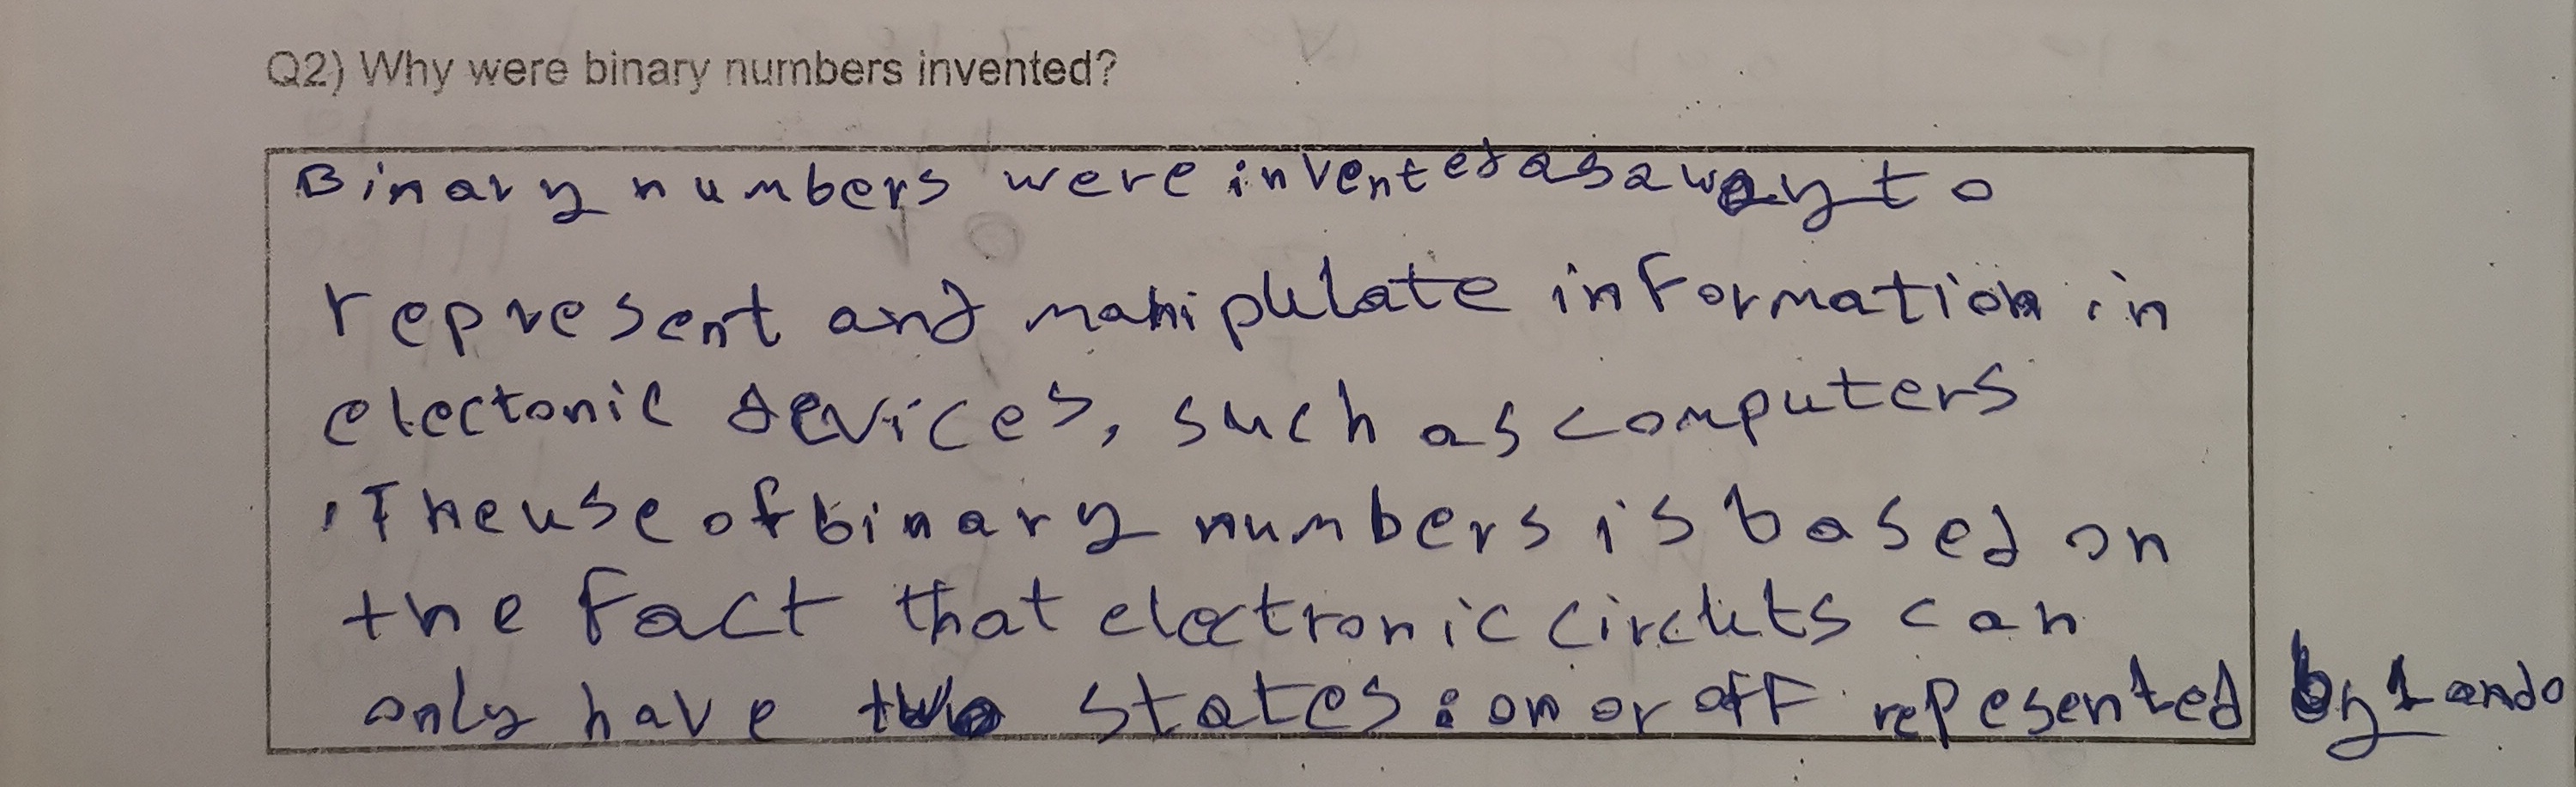 Q2) Why were binary numbers invented?
Binary numbers were invented as a way to
represent and manipulate information in
electonic devices, such as computers
. The use of binary numbers is based on
the fact that electronic circuits can
only have two states : on or off repesented by 1 and 0